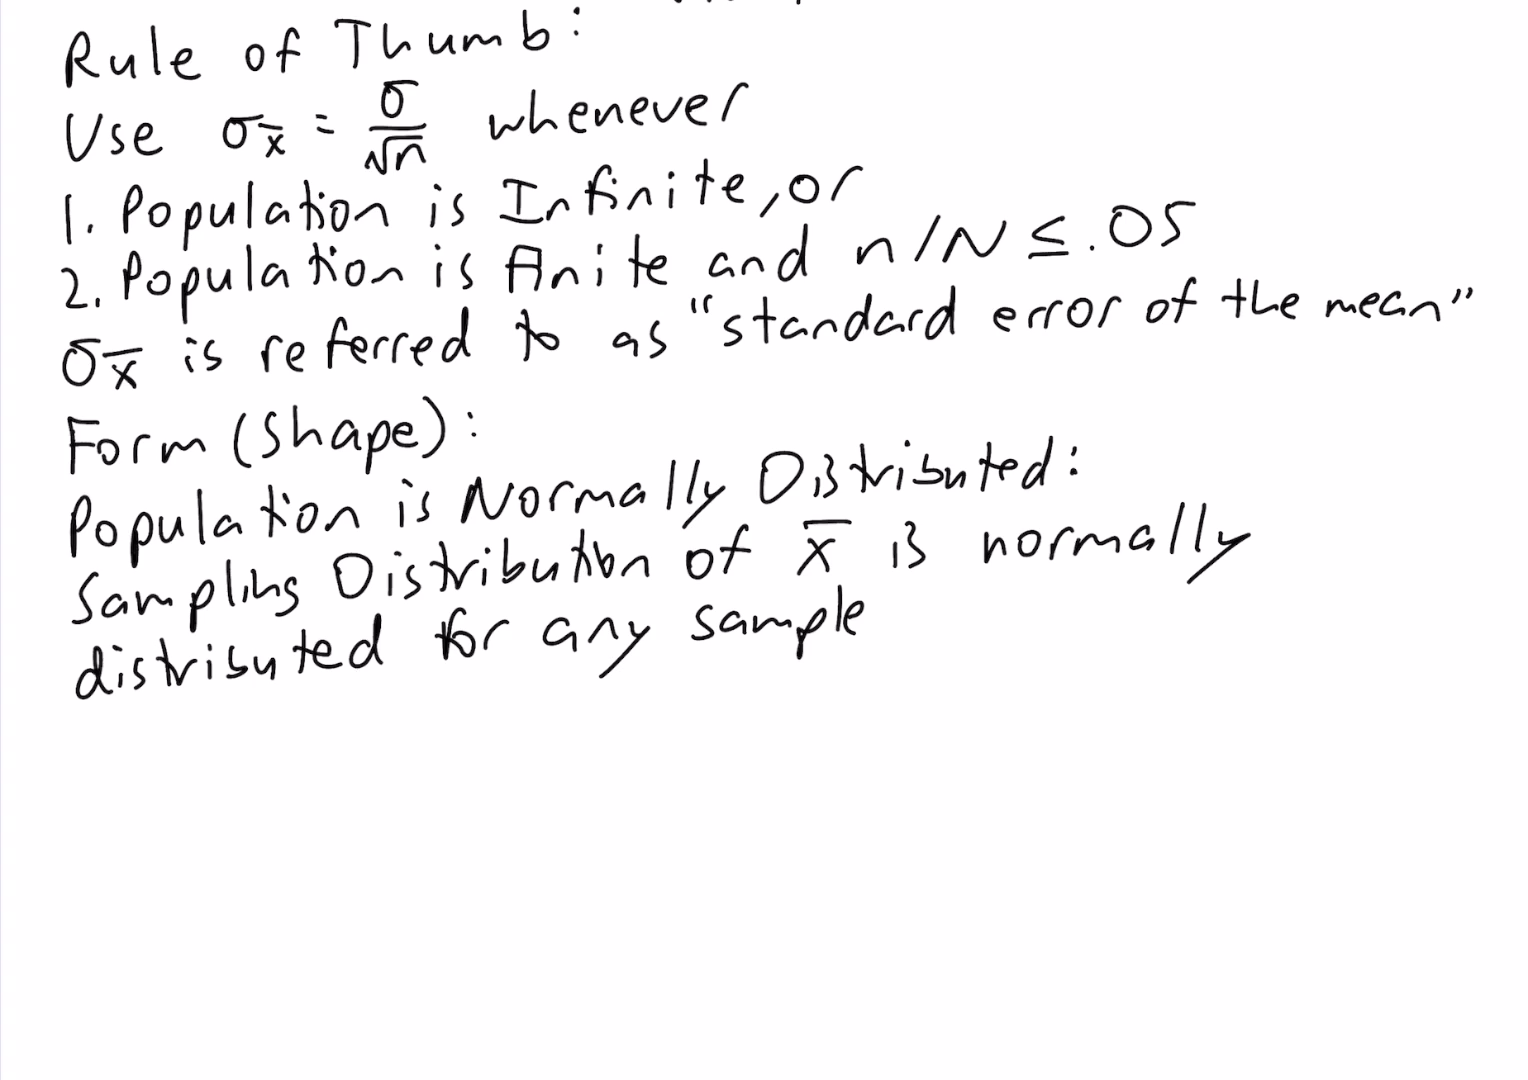 Rule of Thumb:
Use σx̄ = σ/√n whenever
1. Population is Infinite, or
2. Population is Finite and n/N ≤ .05
σx̄ is referred to as "standard error of the mean"
Form (Shape):
Population is Normally Distributed:
Sampling Distribution of x̄ is normally
distributed for any sample